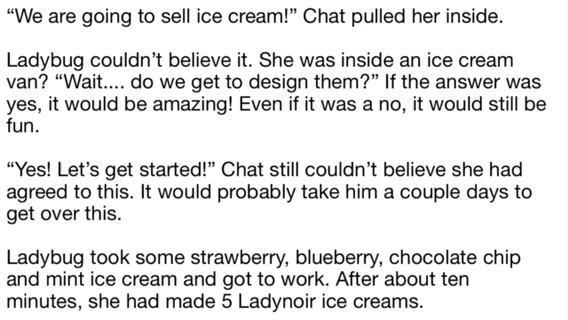 “We are going to sell ice cream!” Chat pulled her inside.
Ladybug couldn’t believe it. She was inside an ice cream
van? “Wait.... do we get to design them?” If the answer was
yes, it would be amazing! Even if it was a no, it would still be
fun.
“Yes! Let’s get started!” Chat still couldn’t believe she had
agreed to this. It would probably take him a couple days to
get over this.
Ladybug took some strawberry, blueberry, chocolate chip
and mint ice cream and got to work. After about ten
minutes, she had made 5 Ladynoir ice creams.